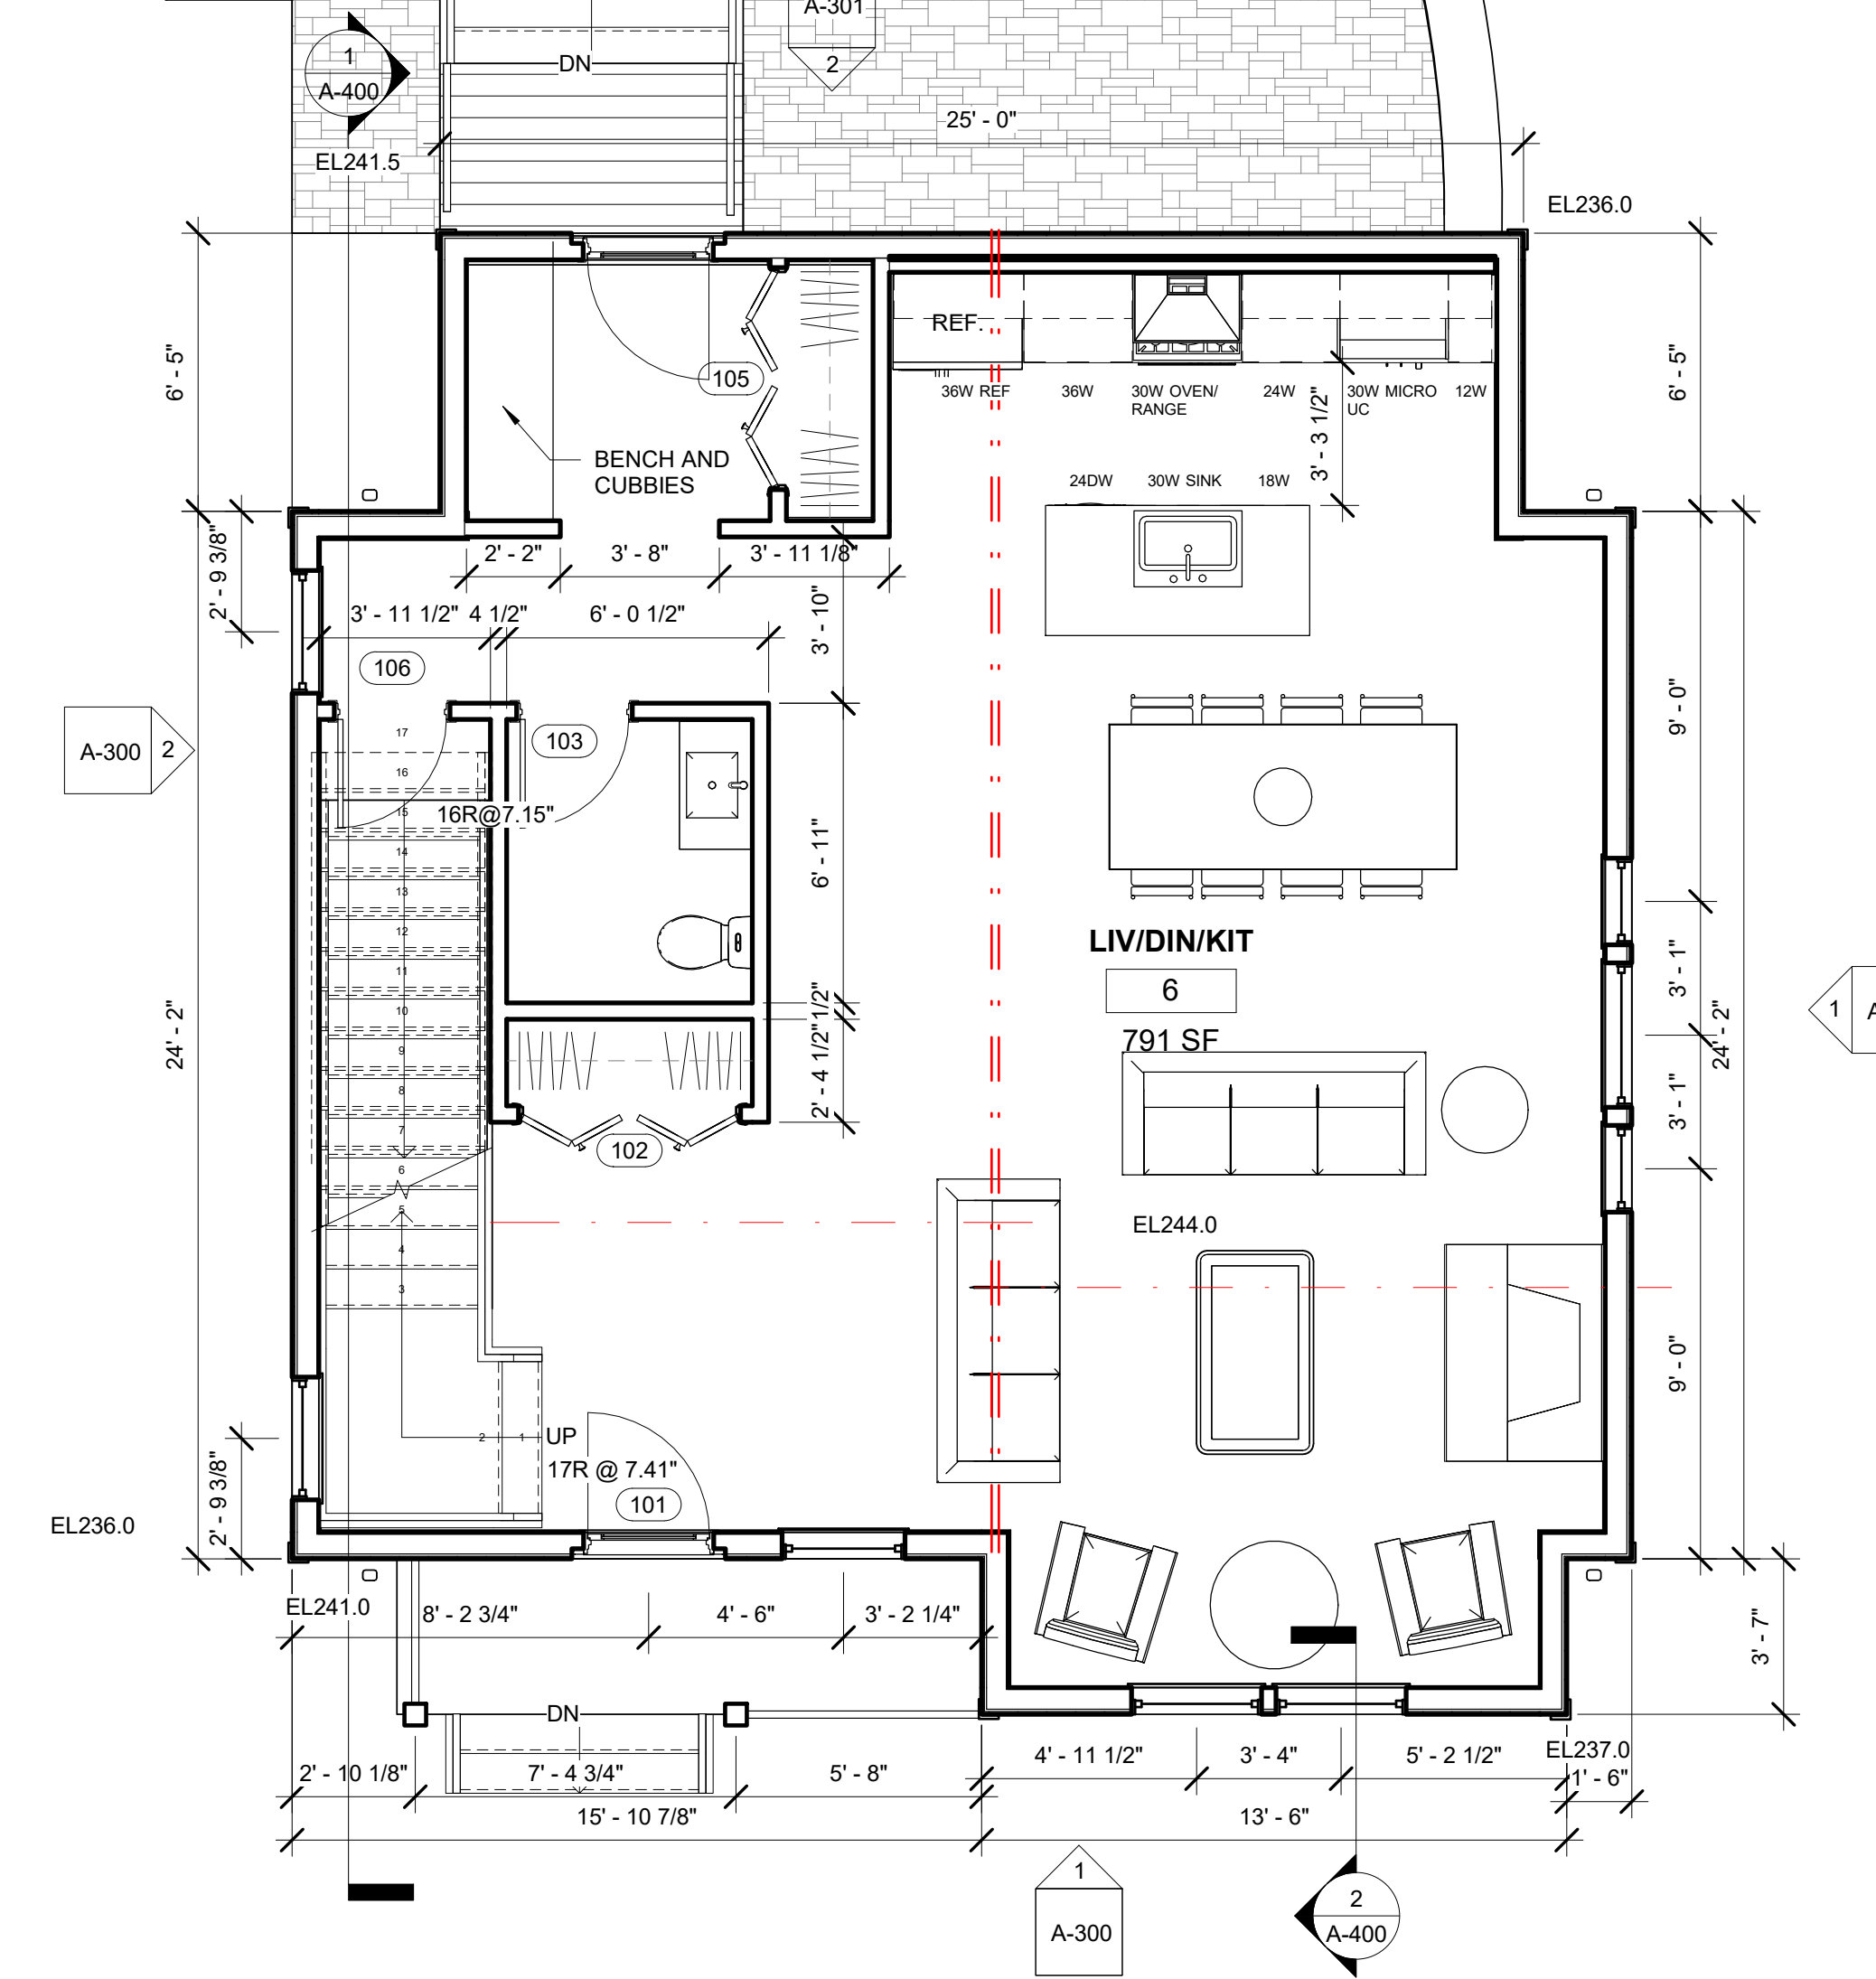 A-301
2
1
A-400
DN
25' - 0"
EL241.5
EL236.0
6' - 5"
6' - 5"
REF.
105
36W REF
36W
30W OVEN/
RANGE
24W
30W MICRO
UC
12W
3' - 3 1/2"
BENCH AND
CUBBIES
24DW
30W SINK
18W
2' - 9 3/8"
2' - 2"
3' - 8"
3' - 11 1/8"
3' - 11 1/2"
4 1/2"
6' - 0 1/2"
3' - 10"
106
103
A-300
2
9' - 0"
17
16
15
16R@7.15"
14
13
12
11
10
9
8
7
6
5
4
3
2
1
6' - 11"
LIV/DIN/KIT
6
791 SF
3' - 1"
3' - 1"
24' - 2"
24' - 2"
1
2' - 4 1/2"
1/2"
102
EL244.0
9' - 0"
UP
17R @ 7.41"
101
2' - 9 3/8"
EL236.0
EL241.0
8' - 2 3/4"
4' - 6"
3' - 2 1/4"
3' - 7"
DN
2' - 10 1/8"
7' - 4 3/4"
5' - 8"
4' - 11 1/2"
3' - 4"
5' - 2 1/2"
EL237.0
1' - 6"
15' - 10 7/8"
13' - 6"
1
A-300
2
A-400